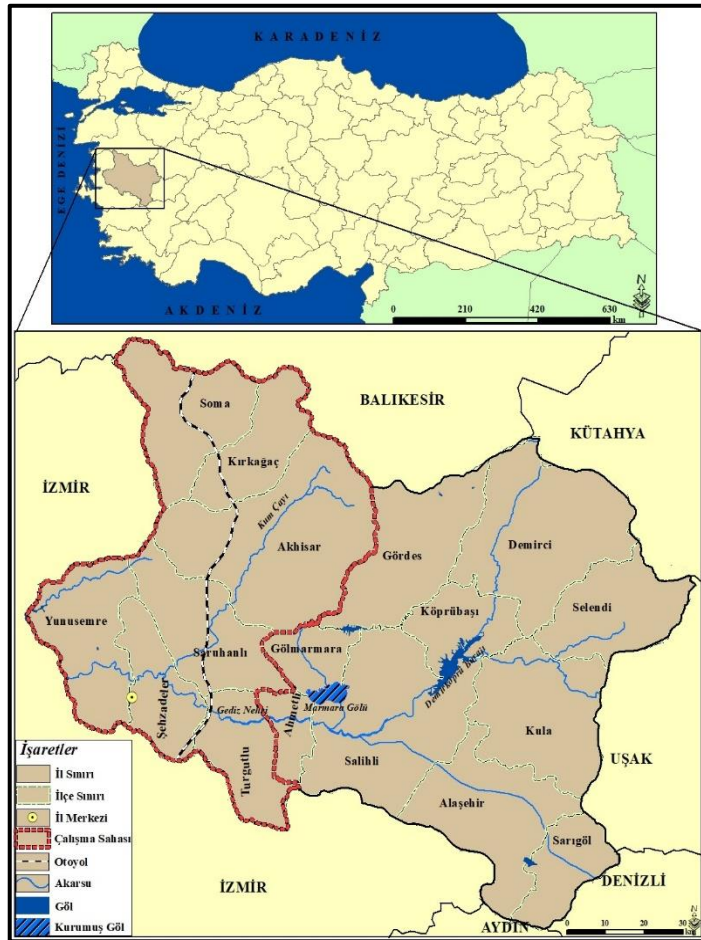 KARADENİZ
EGE DENİZİ
AKDENİZ
N
0 210 420 630
km
BALIKESİR
KÜTAHYA
İZMİR
Soma
Kırkağaç
Kum Çayı
Akhisar
Gördes
Demirci
Köprübaşı
Selendi
Yunusemre
Saruhanlı
Gölmarmara
Demirköprü Barajı
Şehzadeler
Gediz Nehri
Ahmetli
Marmara Gölü
Kula
Turgutlu
Salihli
UŞAK
Alaşehir
Sarıgöl
İZMİR
DENİZLİ
AYDIN
N
0 10 20 30
km
İşaretler
İl Sınırı
İlçe Sınırı
İl Merkezi
Çalışma Sahası
Otoyol
Akarsu
Göl
Kurumuş Göl